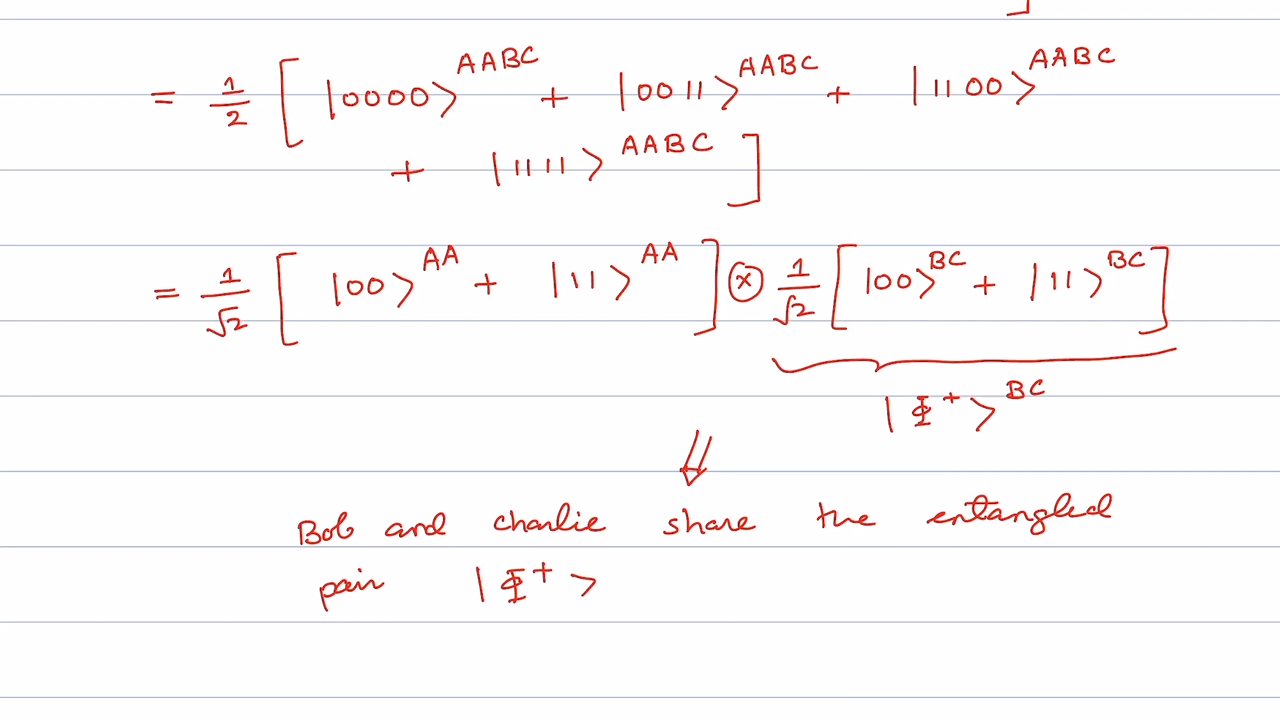 = 1/2 [ |0000>^AABC + |0011>^AABC + |1100>^AABC
+ |1111>^AABC ]
= 1/√2 [ |00>^AA + |11>^AA ] ⊗ 1/√2 [ |00>^BC + |11>^BC ]
|Φ^+>^BC
⇓
Bob and charlie share the entangled
pair |Φ^+>